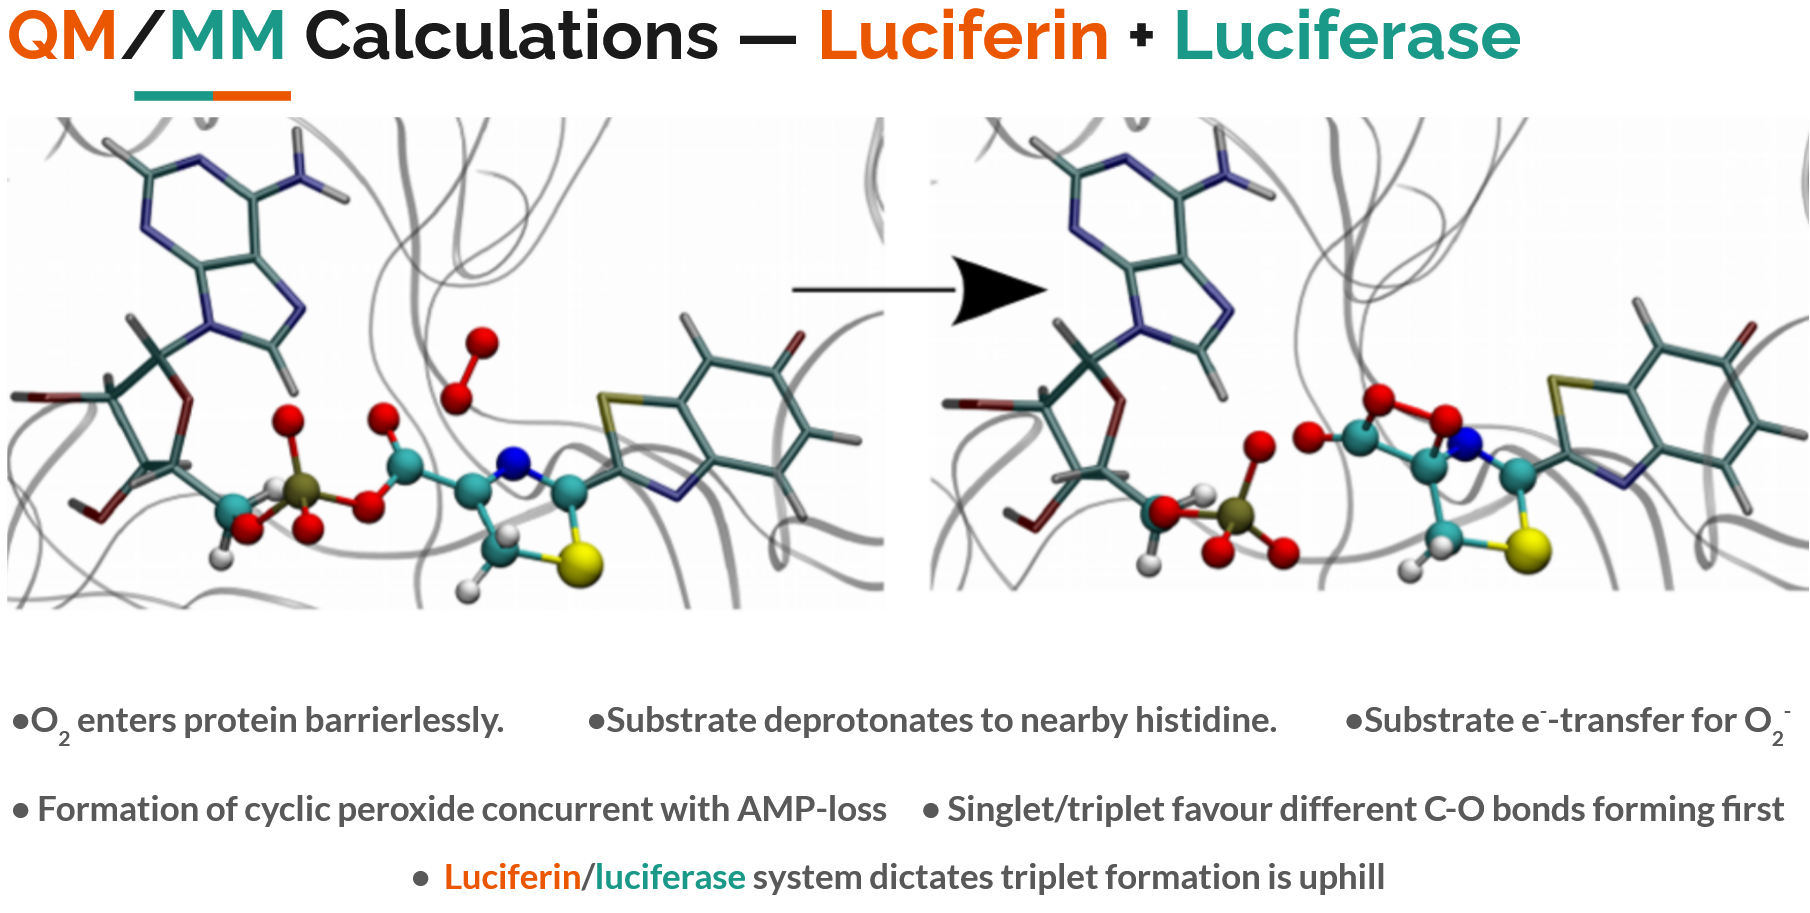 QM/MM Calculations — Luciferin + Luciferase
•O₂ enters protein barrierlessly. •Substrate deprotonates to nearby histidine. •Substrate e⁻-transfer for O₂⁻
• Formation of cyclic peroxide concurrent with AMP-loss • Singlet/triplet favour different C-O bonds forming first
• Luciferin/luciferase system dictates triplet formation is uphill